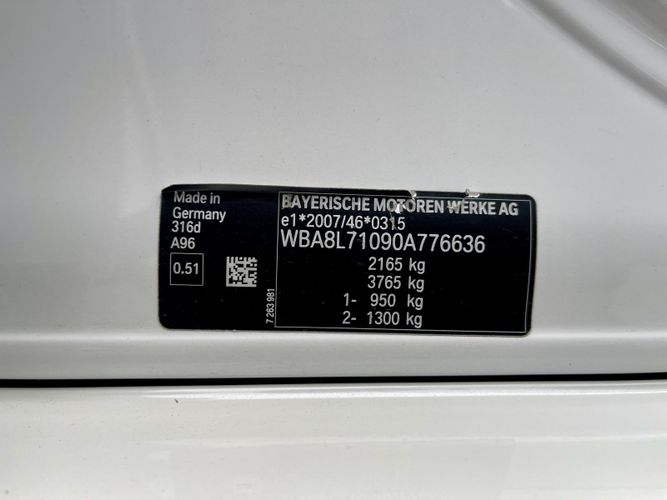 Made in
Germany
316d
A96
0.51
7 263 981
BAYERISCHE MOTOREN WERKE AG
e1*2007/46*0315
WBA8L71090A776636
2165 kg
3765 kg
1- 950 kg
2- 1300 kg